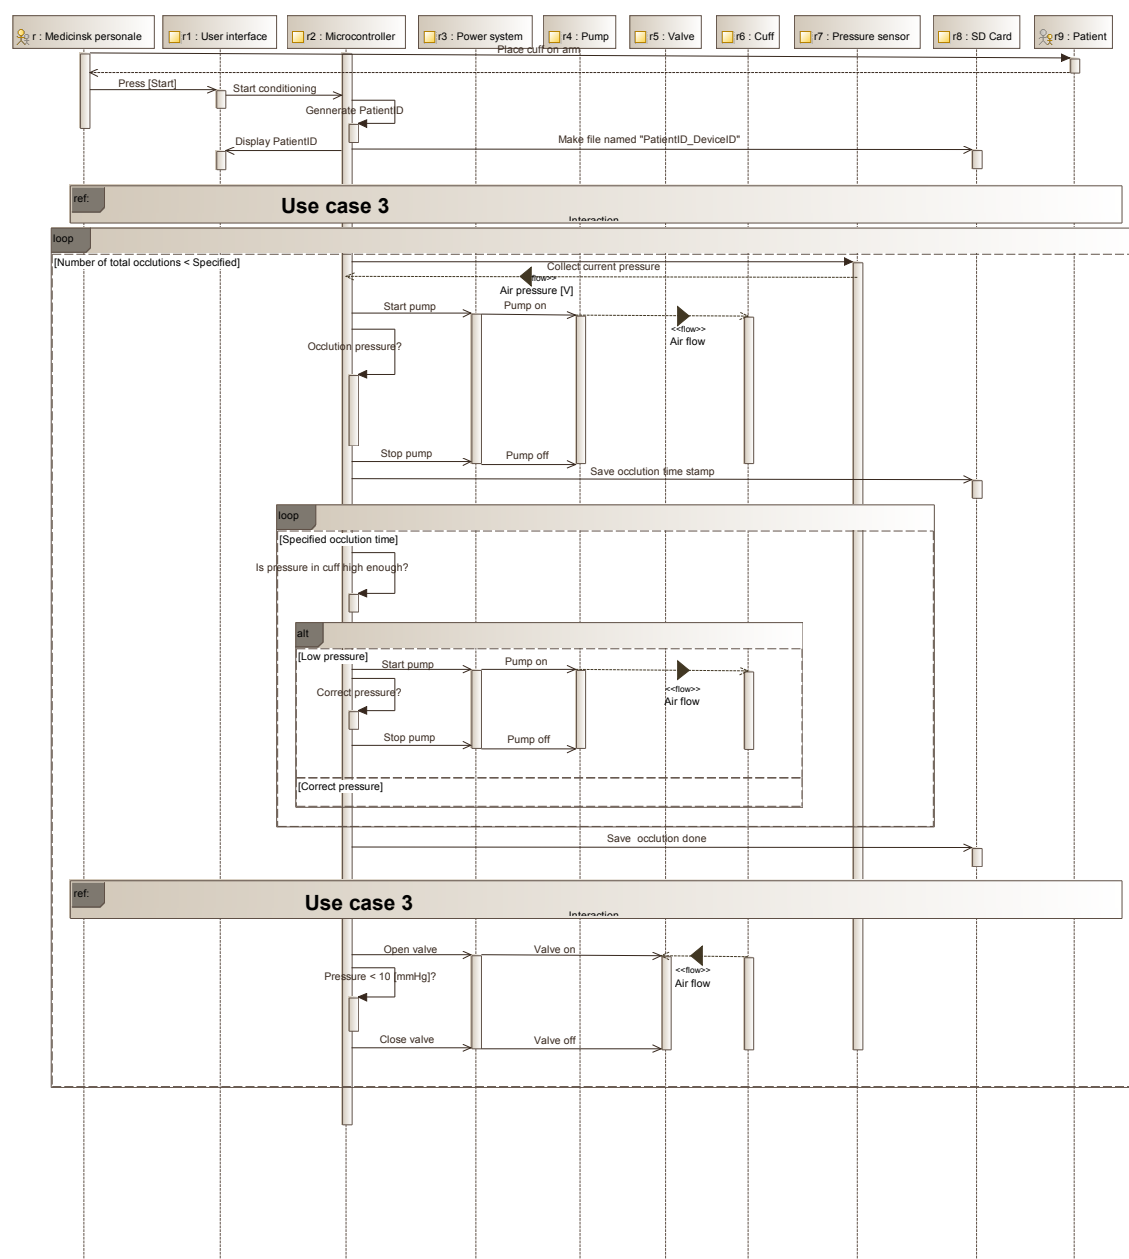 r : Medicinsk personale
r1 : User interface
r2 : Microcontroller
r3 : Power system
r4 : Pump
r5 : Valve
r6 : Cuff
r7 : Pressure sensor
r8 : SD Card
r9 : Patient
Place cuff on arm
Press [Start]
Start conditioning
Gennerate PatientID
Display PatientID
Make file named "PatientID_DeviceID"
ref:
Use case 3
Interaction
loop
[Number of total occlutions < Specified]
Collect current pressure
flow>>
Air pressure [V]
Start pump
Pump on
<<flow>>
Air flow
Occlution pressure?
Stop pump
Pump off
Save occlution time stamp
loop
[Specified occlution time]
Is pressure in cuff high enough?
alt
[Low pressure]
Start pump
Pump on
<<flow>>
Air flow
Correct pressure?
Stop pump
Pump off
[Correct pressure]
Save occlution done
ref:
Use case 3
Interaction
Open valve
Valve on
<<flow>>
Air flow
Pressure < 10 [mmHg]?
Close valve
Valve off